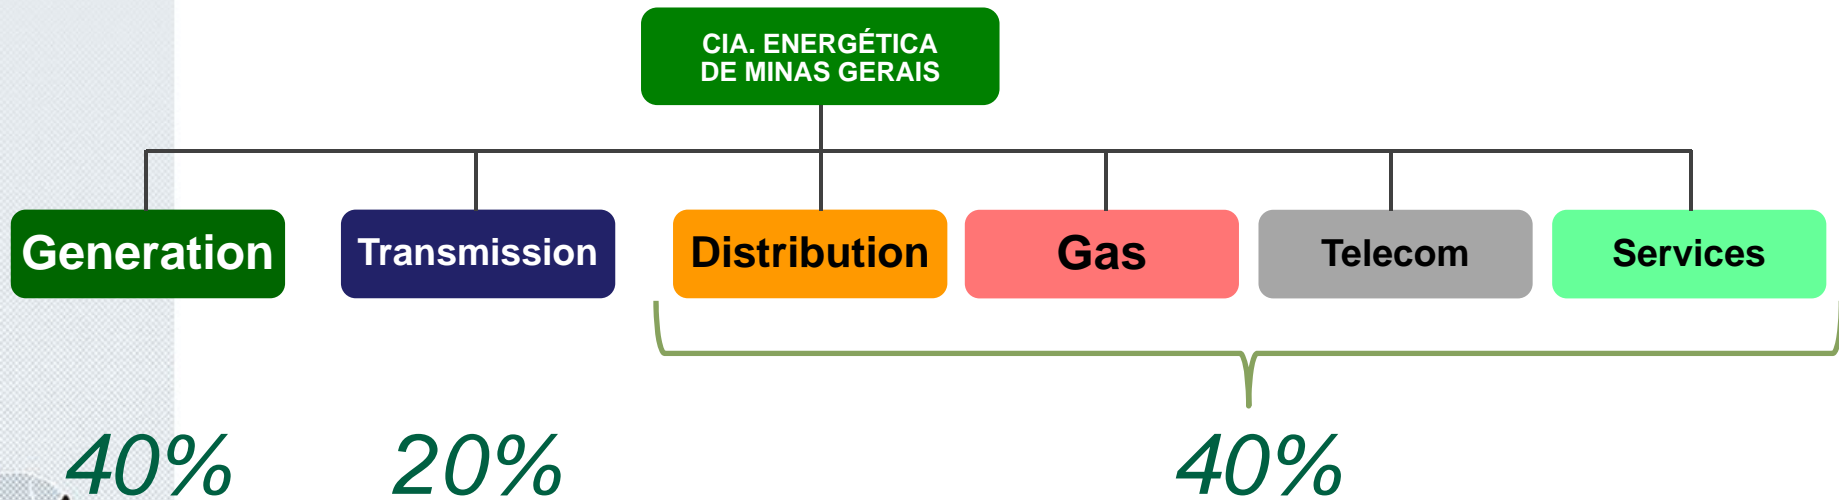 CIA. ENERGÉTICA
DE MINAS GERAIS
Generation
Transmission
Distribution
Gas
Telecom
Services
40%
20%
40%